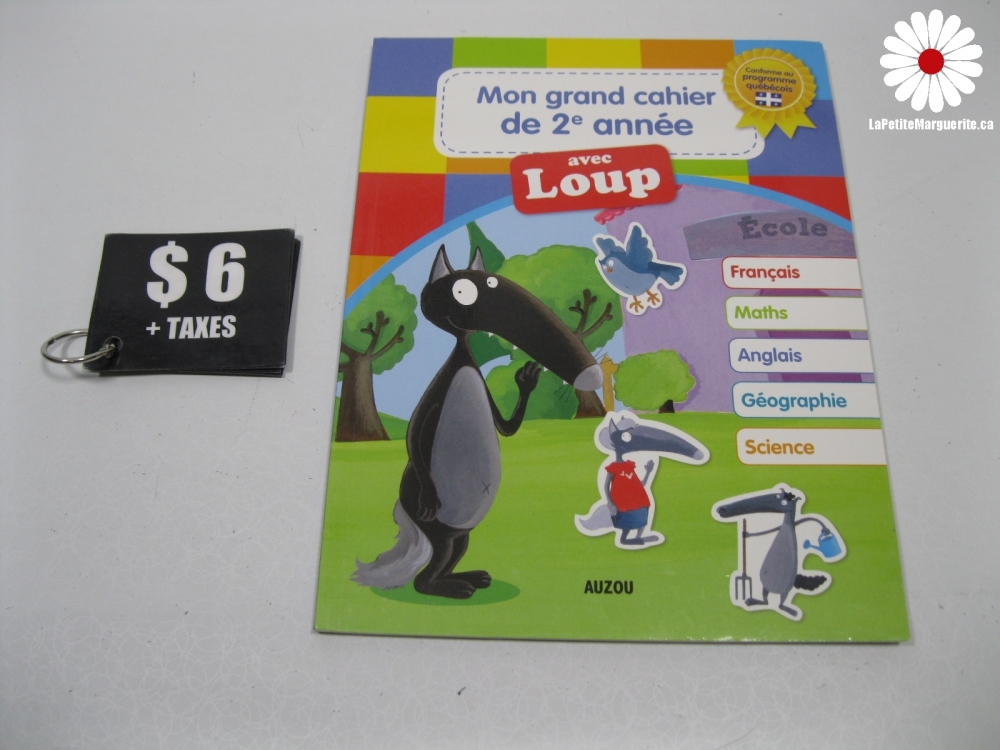 LaPetiteMarguerite.ca
Mon grand cahier
de 2e année
Conforme au
programme
québécois
avec
Loup
École
Français
Maths
Anglais
Géographie
Science
AUZOU
$ 6
+ TAXES